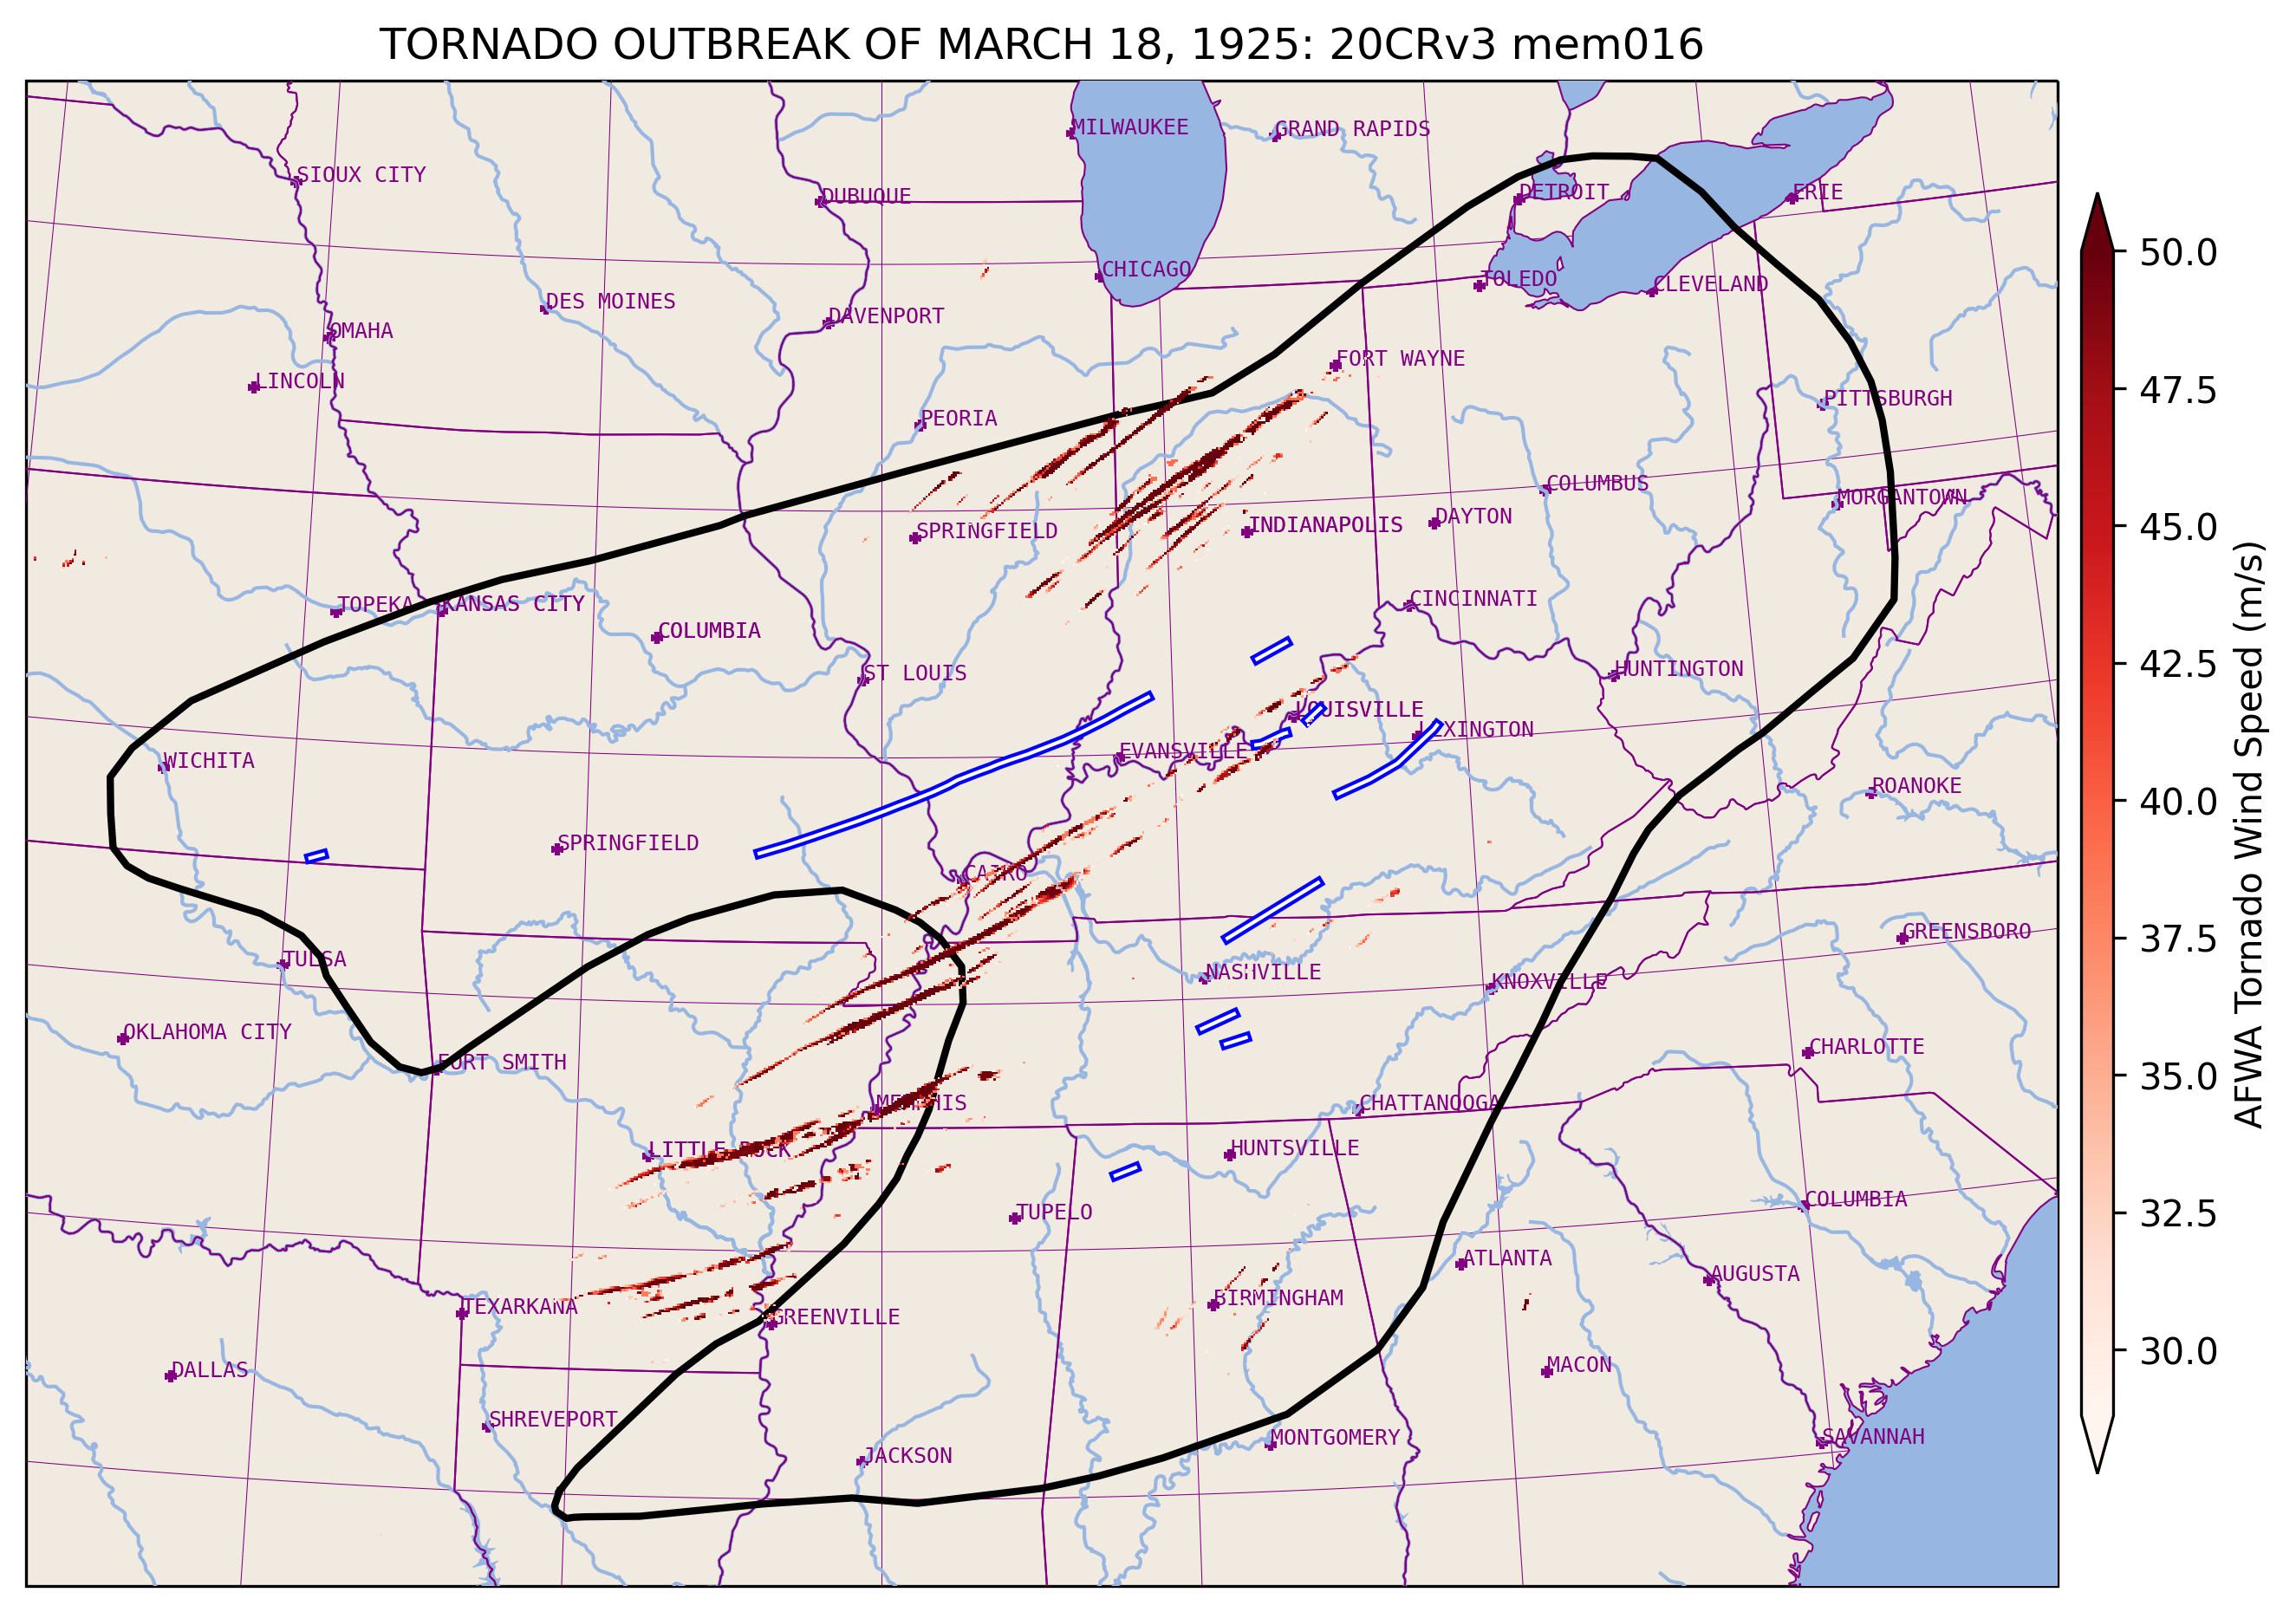 TORNADO OUTBREAK OF MARCH 18, 1925: 20CRv3 mem016
MILWAUKEE
GRAND RAPIDS
SIOUX CITY
DUBUQUE
DETROIT
ERIE
CHICAGO
TOLEDO
CLEVELAND
DES MOINES
DAVENPORT
OMAHA
FORT WAYNE
LINCOLN
PEORIA
PITTSBURGH
COLUMBUS
MORGANTOWN
SPRINGFIELD
INDIANAPOLIS
DAYTON
TOPEKA
KANSAS CITY
CINCINNATI
COLUMBIA
ST LOUIS
HUNTINGTON
LOUISVILLE
LEXINGTON
EVANSVILLE
WICHITA
ROANOKE
SPRINGFIELD
CAIRO
GREENSBORO
TULSA
NASHVILLE
KNOXVILLE
OKLAHOMA CITY
CHARLOTTE
FORT SMITH
MEMPHIS
CHATTANOOGA
LITTLE ROCK
HUNTSVILLE
COLUMBIA
TUPELO
ATLANTA
AUGUSTA
TEXARKANA
BIRMINGHAM
GREENVILLE
DALLAS
MACON
SHREVEPORT
MONTGOMERY
SAVANNAH
JACKSON
50.0
47.5
45.0
42.5
40.0
37.5
35.0
32.5
30.0
AFWA Tornado Wind Speed (m/s)